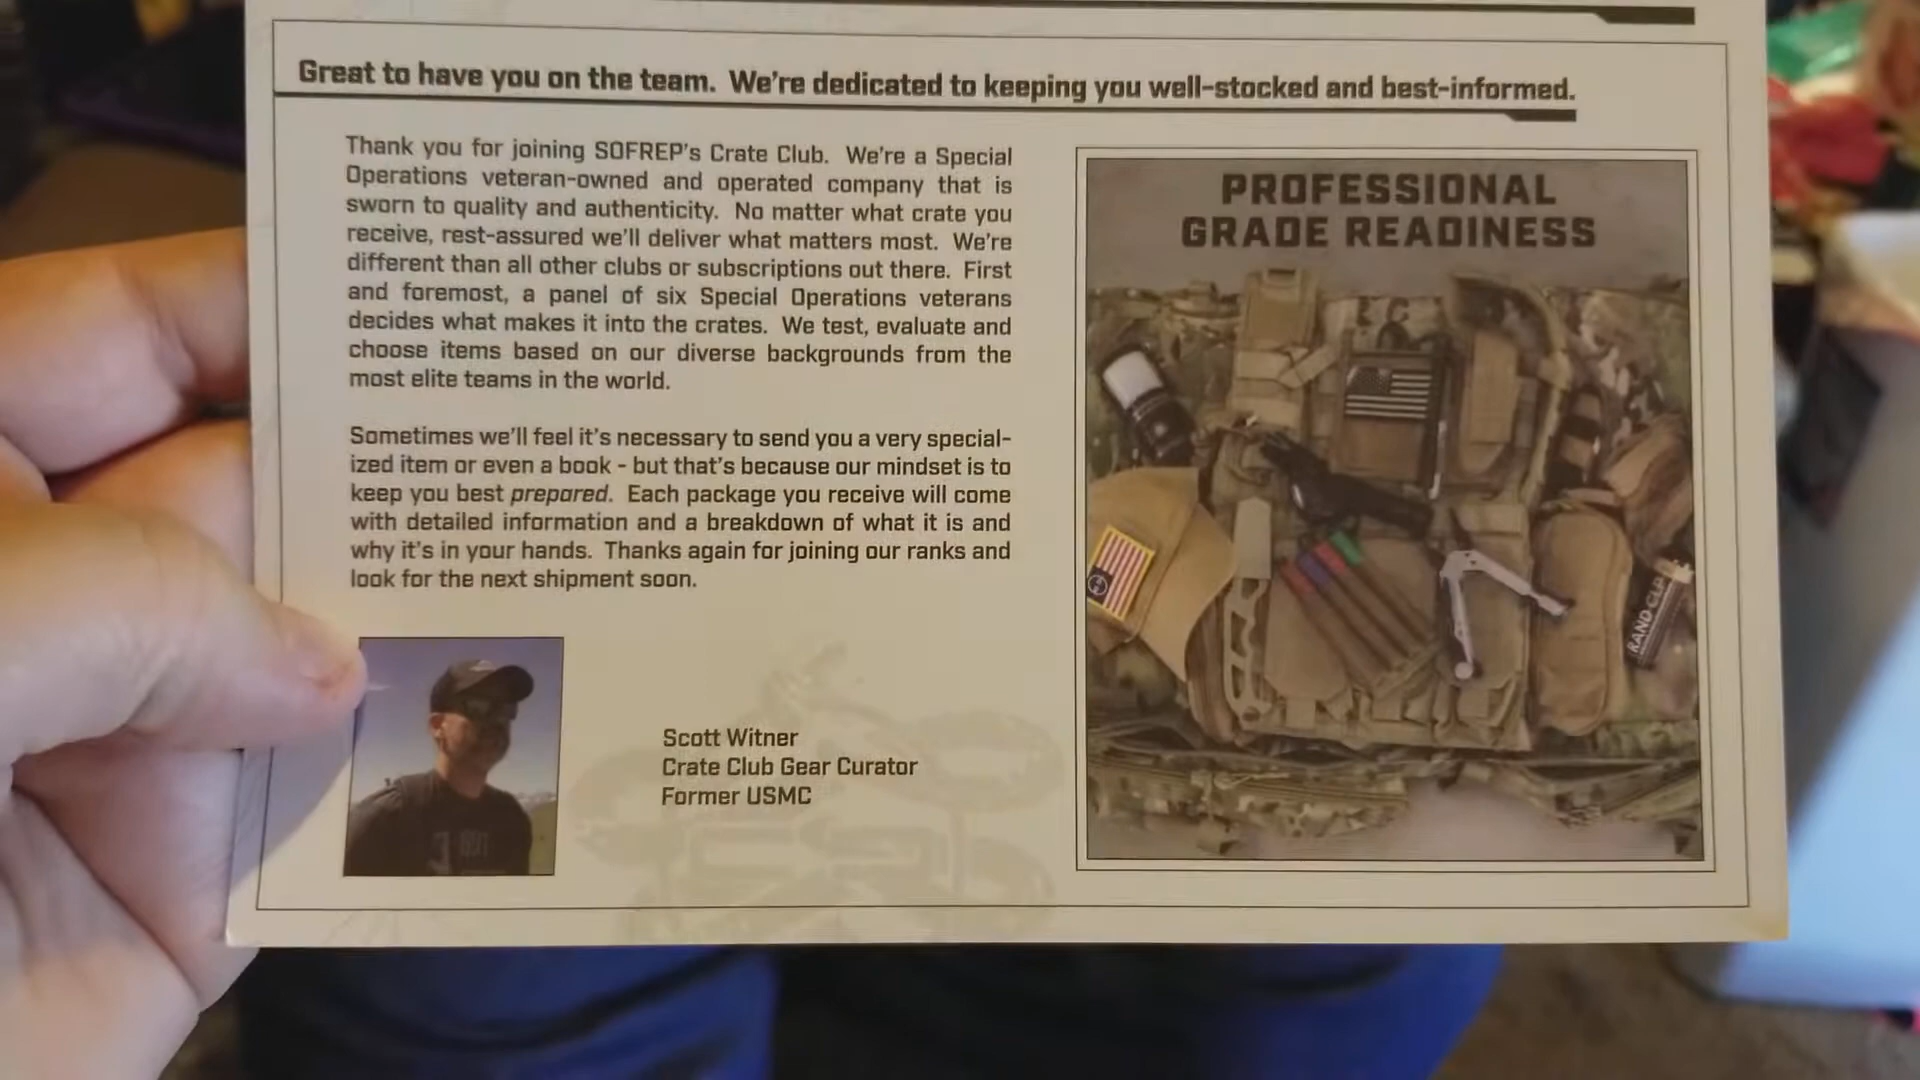 Great to have you on the team. We're dedicated to keeping you well-stocked and best-informed.
Thank you for joining SOFREP's Crate Club. We're a Special
Operations veteran-owned and operated company that is
sworn to quality and authenticity. No matter what crate you
receive, rest-assured we'll deliver what matters most. We're
different than all other clubs or subscriptions out there. First
and foremost, a panel of six Special Operations veterans
decides what makes it into the crates. We test, evaluate and
choose items based on our diverse backgrounds from the
most elite teams in the world.
Sometimes we'll feel it's necessary to send you a very special-
ized item or even a book - but that's because our mindset is to
keep you best prepared. Each package you receive will come
with detailed information and a breakdown of what it is and
why it's in your hands. Thanks again for joining our ranks and
look for the next shipment soon.
Scott Witner
Crate Club Gear Curator
Former USMC
PROFESSIONAL
GRADE READINESS
RAND CLP